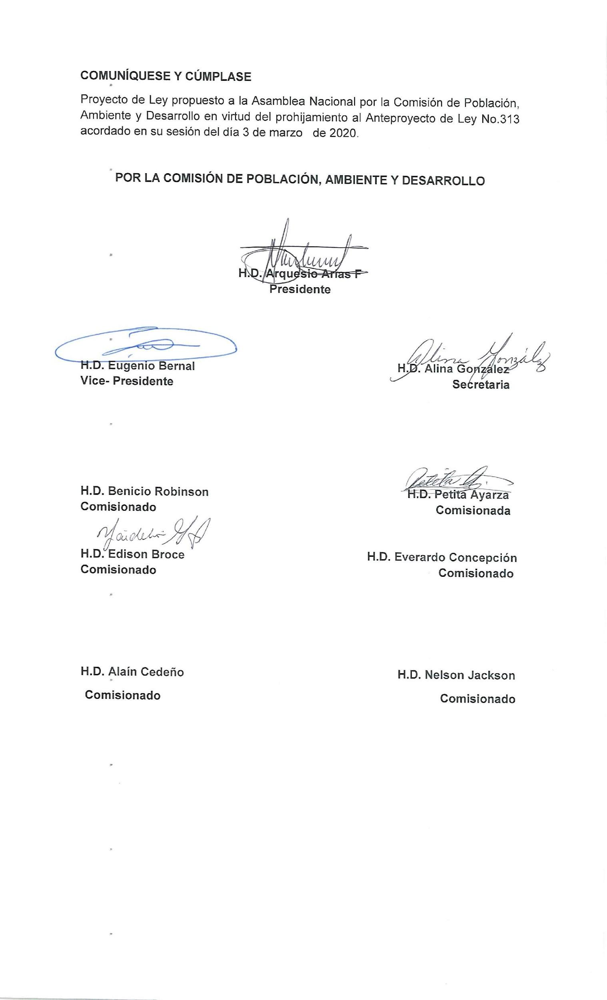 COMUNÍQUESE Y CÚMPLASE
Proyecto de Ley propuesto a la Asamblea Nacional por la Comisión de Población,
Ambiente y Desarrollo en virtud del prohijamiento al Anteproyecto de Ley No.313
acordado en su sesión del día 3 de marzo de 2020.
POR LA COMISIÓN DE POBLACIÓN, AMBIENTE Y DESARROLLO
H.D. Arquesio Arias F
Presidente
Alina González
H.D. Eugenio Bernal
H.D. Alina González
Vice- Presidente
Secretaria
Petita A.
H.D. Benicio Robinson
H.D. Petita Ayarza
Comisionado
Comisionada
H.D. Edison Broce
H.D. Everardo Concepción
Comisionado
Comisionado
H.D. Alaín Cedeño
H.D. Nelson Jackson
Comisionado
Comisionado